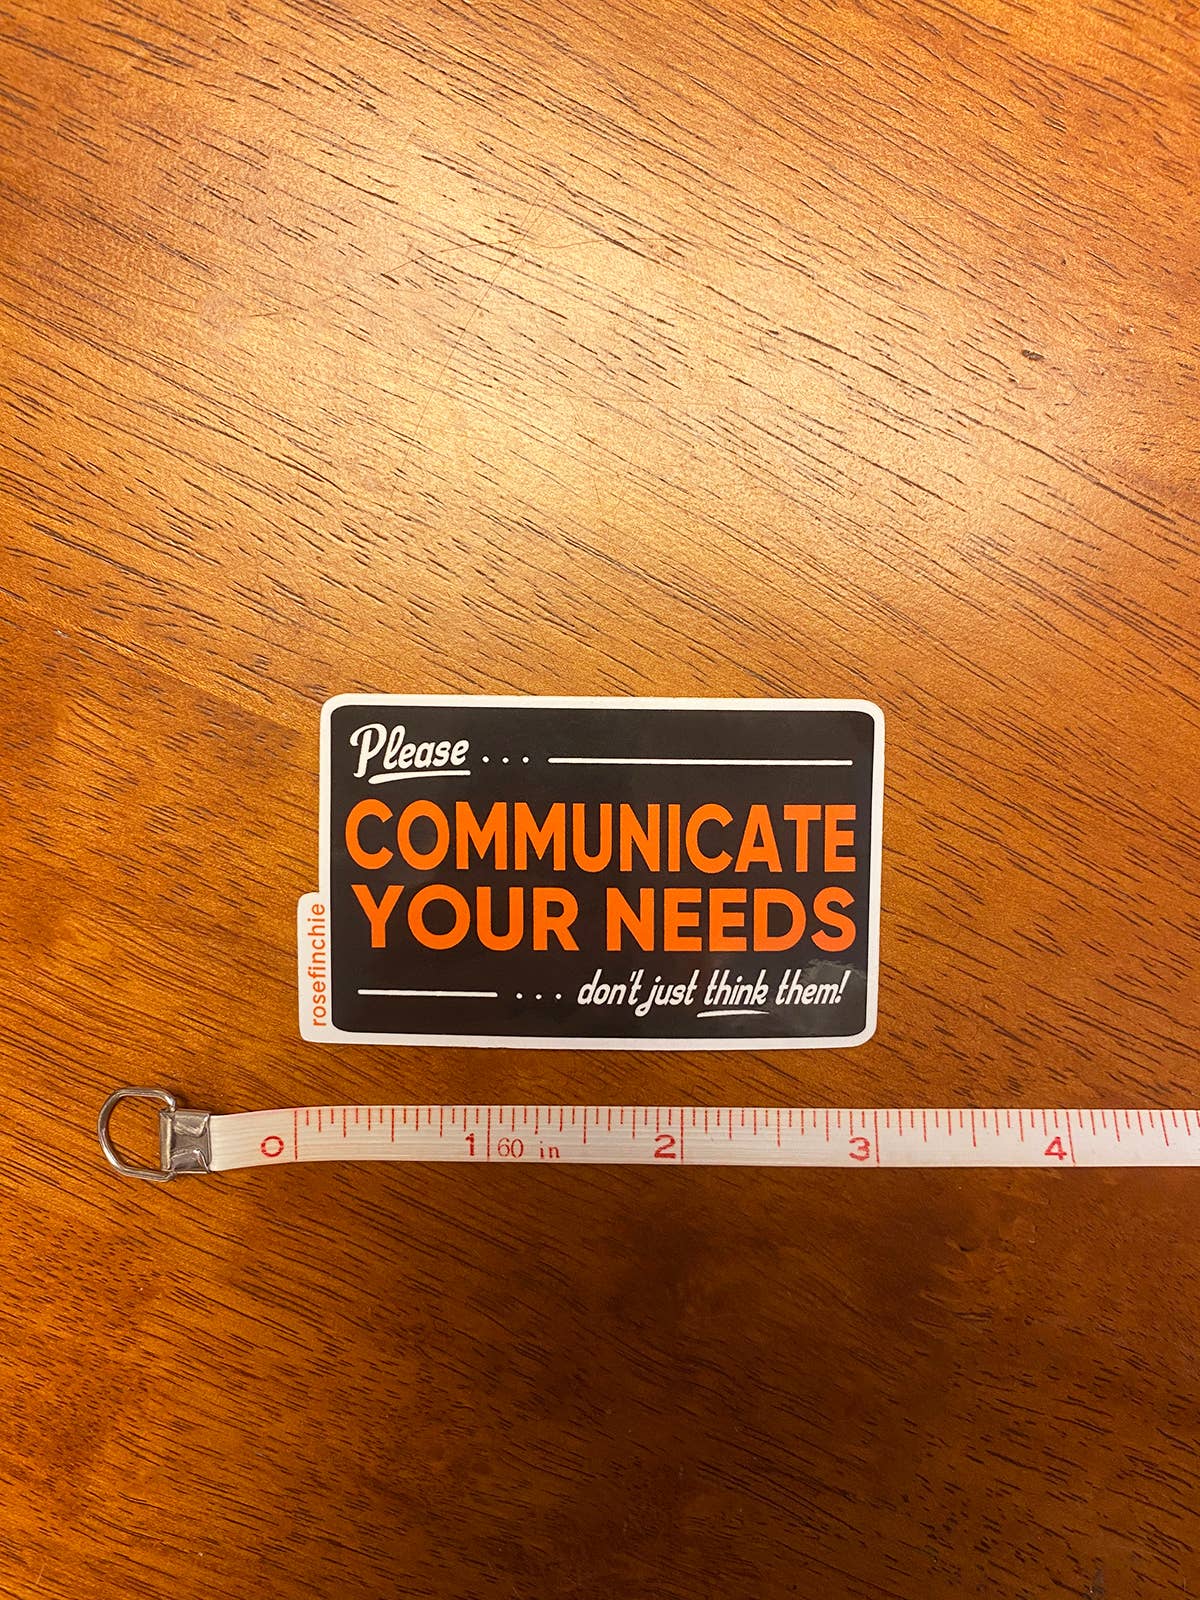 Please ...
COMMUNICATE
YOUR NEEDS
... don't just think them!
rosefinchie
0 1 60 in 2 3 4